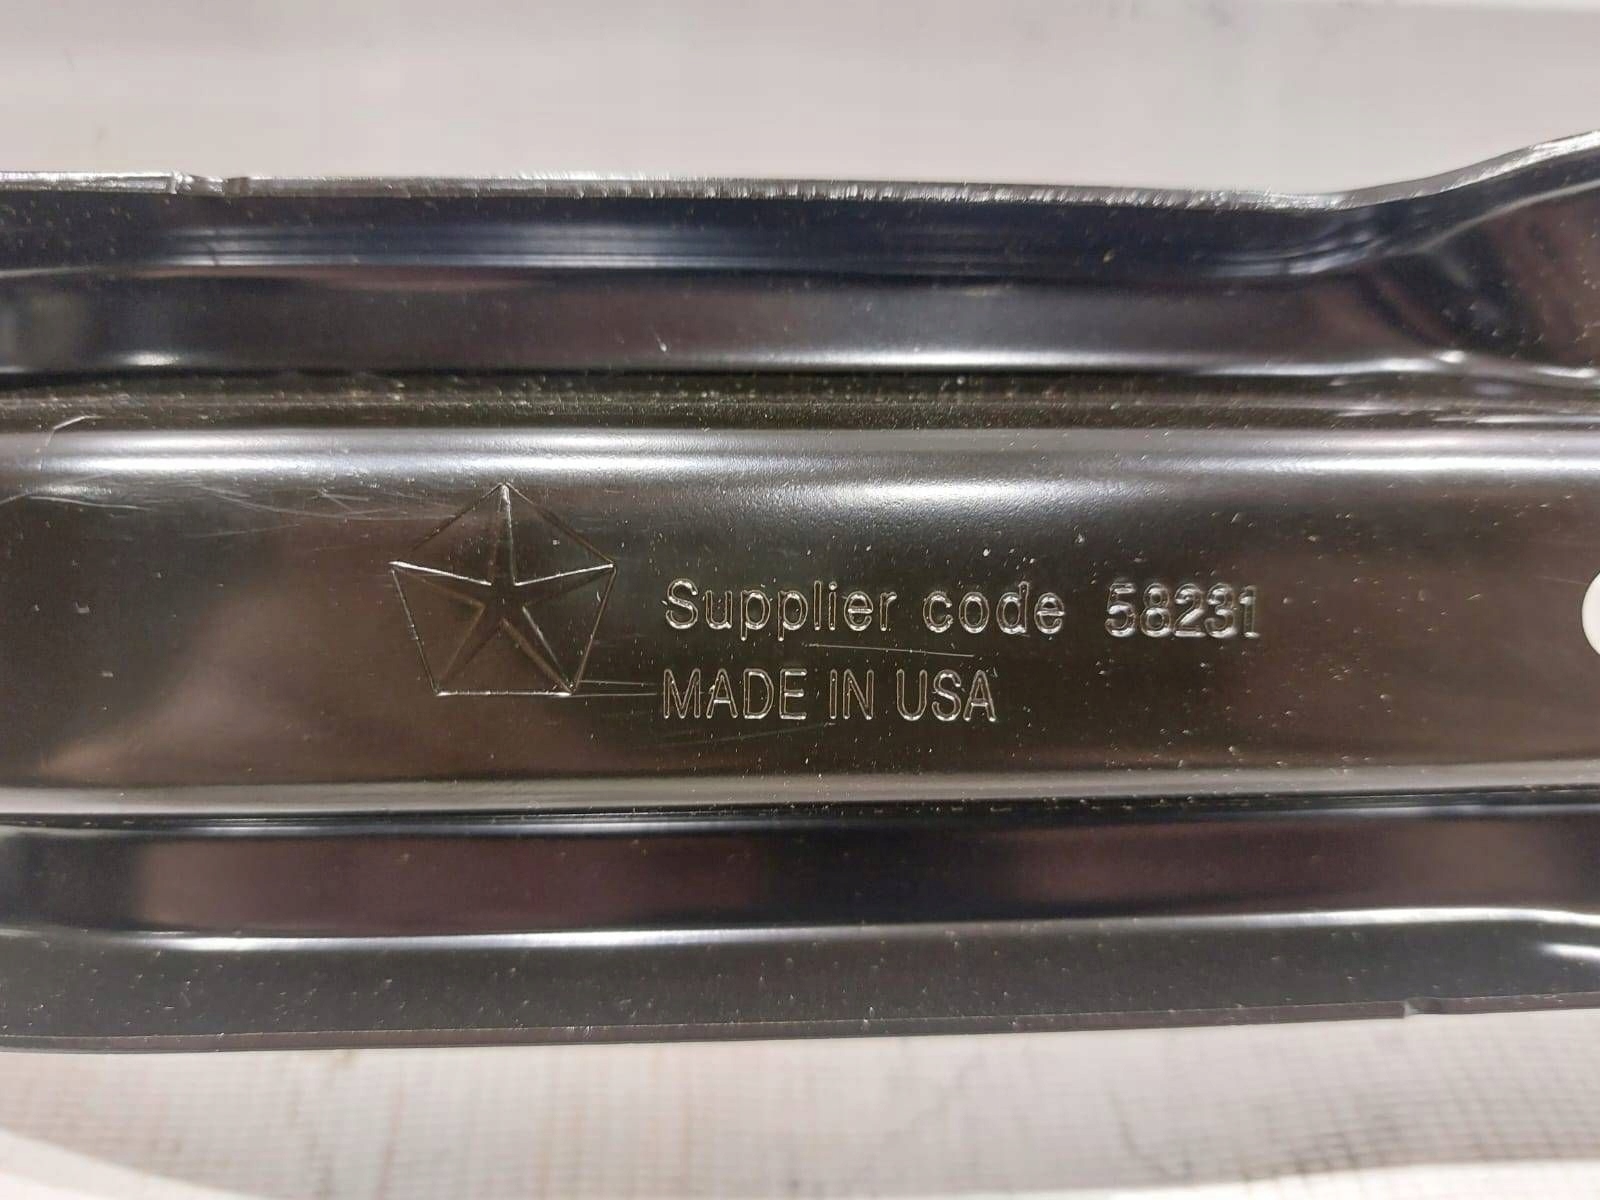 Supplier code 58231
MADE IN USA